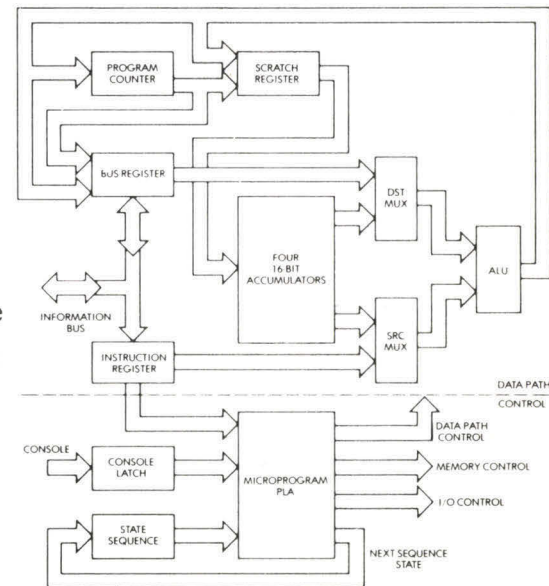 PROGRAM
COUNTER
SCRATCH
REGISTER
BUS REGISTER
DST
MUX
FOUR
16 BIT
ACCUMULATORS
ALU
INFORMATION
BUS
SRC
MUX
INSTRUCTION
REGISTER
e
DATA PATH
CONTROL
DATA PATH
CONTROL
CONSOLE
CONSOLE
LATCH
MICROPROGRAM
PLA
MEMORY CONTROL
I/O CONTROL
STATE
SEQUENCE
NEXT SEQUENCE
STATE